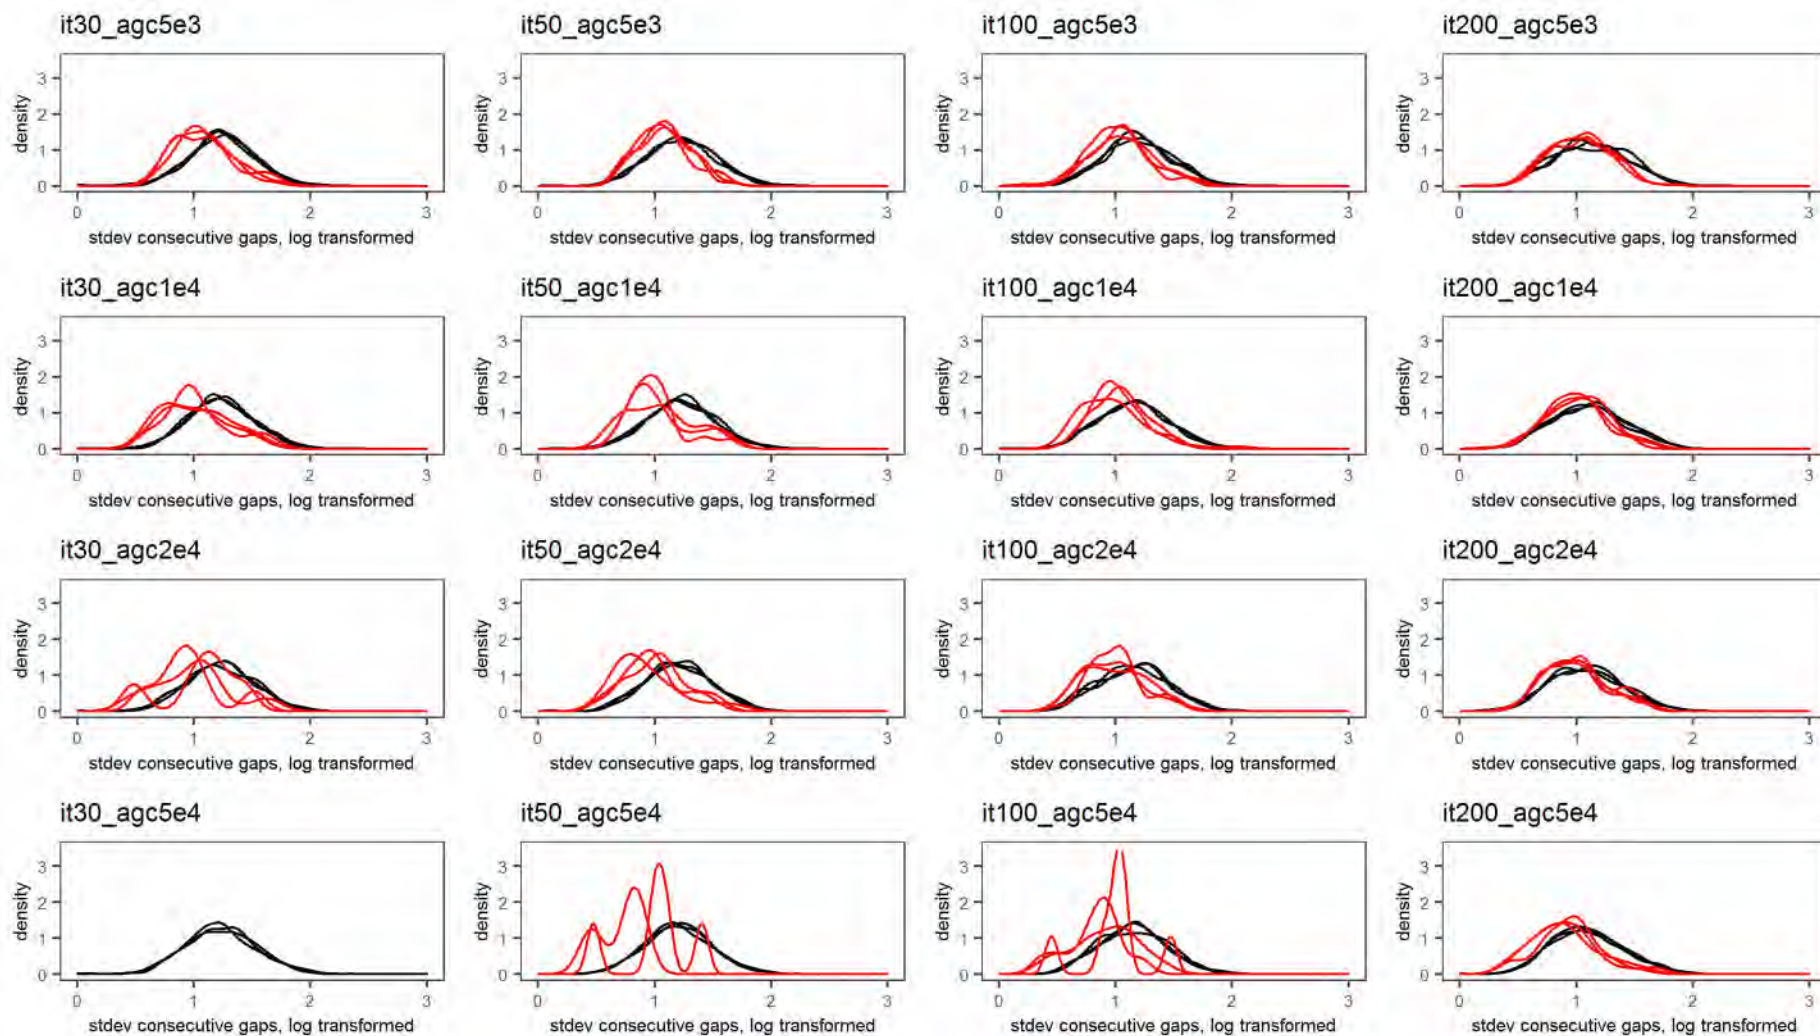 it30_agc5e3 it50_agc5e3 it100_agc5e3 it200_agc5e3
density 3 2 1 0 density 3 2 1 0 density 3 2 1 0 density 3 2 1 0
0 1 2 3 0 1 2 3 0 1 2 3 0 1 2 3
stdev consecutive gaps, log transformed stdev consecutive gaps, log transformed stdev consecutive gaps, log transformed stdev consecutive gaps, log transformed
it30_agc1e4 it50_agc1e4 it100_agc1e4 it200_agc1e4
density 3 2 1 0 density 3 2 1 0 density 3 2 1 0 density 3 2 1 0
0 1 2 3 0 1 2 3 0 1 2 3 0 1 2 3
stdev consecutive gaps, log transformed stdev consecutive gaps, log transformed stdev consecutive gaps, log transformed stdev consecutive gaps, log transformed
it30_agc2e4 it50_agc2e4 it100_agc2e4 it200_agc2e4
density 3 2 1 0 density 3 2 1 0 density 3 2 1 0 density 3 2 1 0
0 1 2 3 0 1 2 3 0 1 2 3 0 1 2 3
stdev consecutive gaps, log transformed stdev consecutive gaps, log transformed stdev consecutive gaps, log transformed stdev consecutive gaps, log transformed
it30_agc5e4 it50_agc5e4 it100_agc5e4 it200_agc5e4
density 3 2 1 0 density 3 2 1 0 density 3 2 1 0 density 3 2 1 0
0 1 2 3 0 1 2 3 0 1 2 3 0 1 2 3
stdev consecutive gaps, log transformed stdev consecutive gaps, log transformed stdev consecutive gaps, log transformed stdev consecutive gaps, log transformed